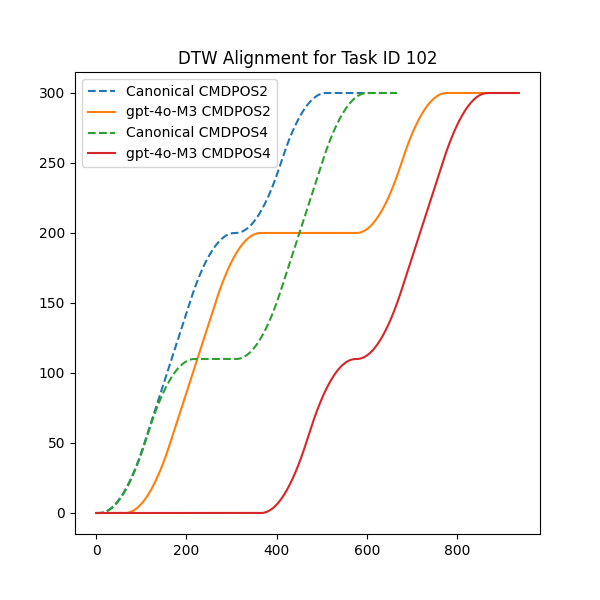 DTW Alignment for Task ID 102
Canonical CMDPOS2
gpt-4o-M3 CMDPOS2
Canonical CMDPOS4
gpt-4o-M3 CMDPOS4
300
250
200
150
100
50
0
0 200 400 600 800